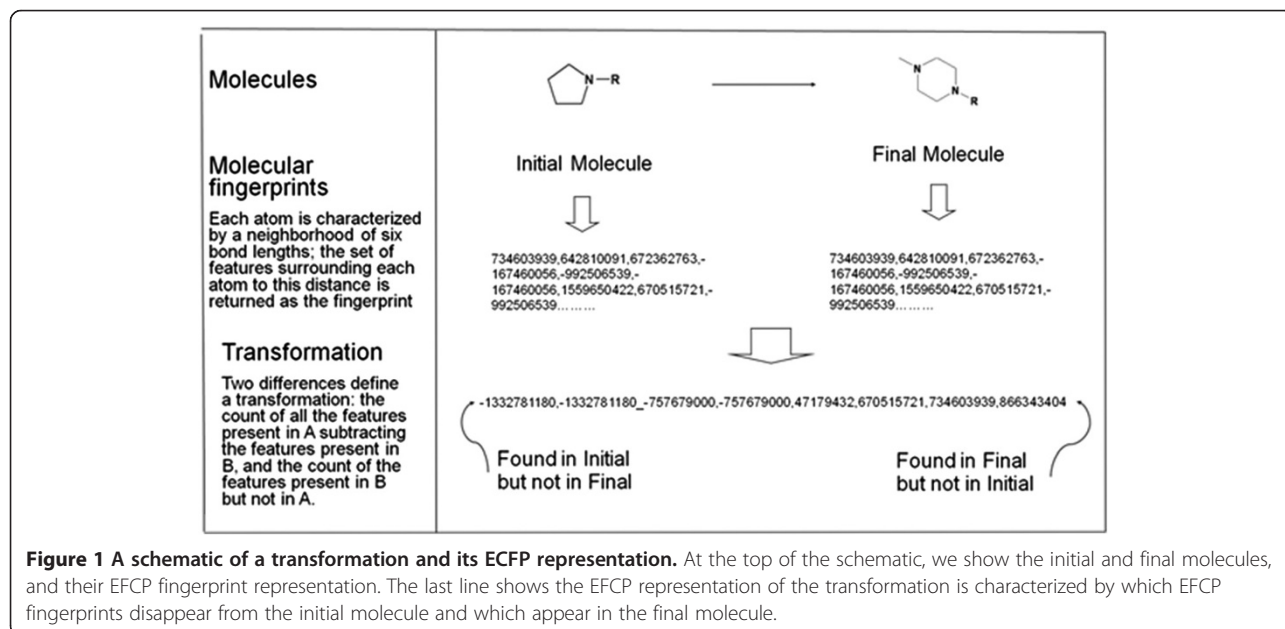 Molecules
N—R
N
N
R
Initial Molecule
Final Molecule
Molecular
fingerprints
Each atom is characterized
by a neighborhood of six
bond lengths; the set of
features surrounding each
atom to this distance is
returned as the fingerprint
734603939,642810091,672362763,-
167460056,-992506539,-
167460056,1559650422,670515721,-
992506539………
734603939,642810091,672362763,-
167460056,-992506539,-
167460056,1559650422,670515721,-
992506539………
Transformation
Two differences define
a transformation: the
count of all the features
present in A subtracting
the features present in
B, and the count of the
features present in B
but not in A.
-1332781180,-1332781180_-757679000,-757679000,47179432,670515721,734603939,866343404
Found in Initial
but not in Final
Found in Final
but not in Initial
Figure 1 A schematic of a transformation and its ECFP representation. At the top of the schematic, we show the initial and final molecules,
and their EFCP fingerprint representation. The last line shows the EFCP representation of the transformation is characterized by which EFCP
fingerprints disappear from the initial molecule and which appear in the final molecule.